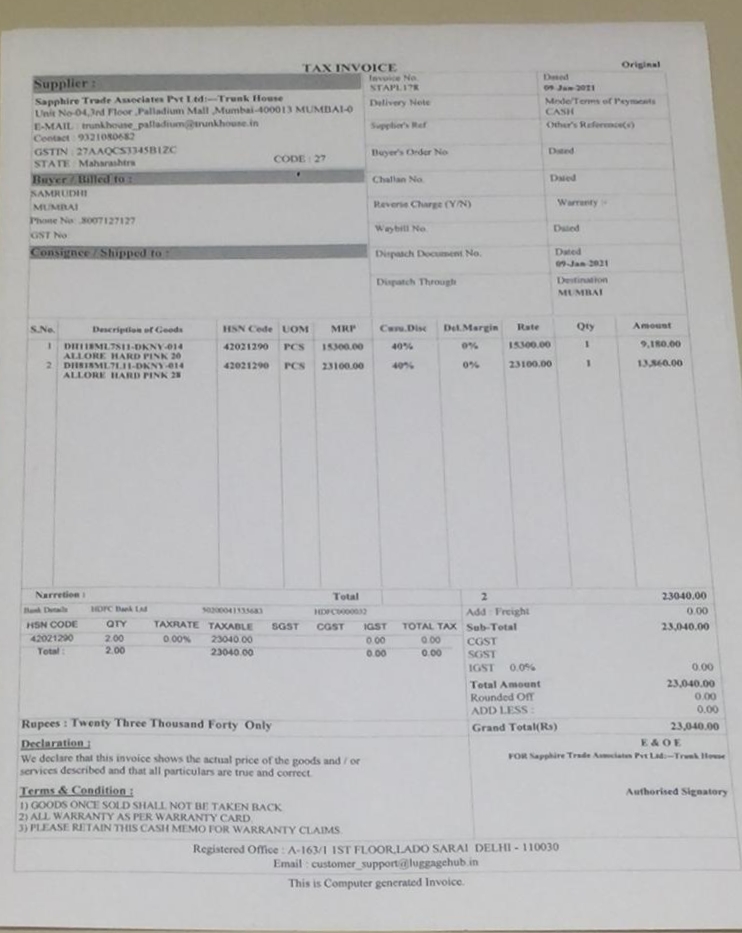 TAX INVOICE
Original
Supplier :
Sapphire Trade Associates Pvt Ltd:--Trunk House
Unit No-04,3rd Floor ,Palladium Mall ,Mumbai-400013 MUMBAI-0
E-MAIL : trunkhouse_palladium@trunkhouse.in
Contact : 9321080682
GSTIN : 27AAQCS3345B1ZC
STATE : Maharashtra CODE : 27
Invoice No. Dated
STAPL178 09-Jan-2021
Delivery Note Mode/Terms of Payments
CASH
Supplier's Ref Other's Reference(s)
Buyer's Order No. Dated
Buyer / Billed to :
SAMRUDHI
MUMBAI
Phone No :8007127127
GST No
Challan No. Dated
Reverse Charge (Y/N) Warranty :-
Waybill No. Dated
Consignee / Shipped to :
Dispatch Document No. Dated
09-Jan-2021
Dispatch Through Destination
MUMBAI
S.No. Description of Goods HSN Code UOM MRP Casu.Disc Del.Margin Rate Qty Amount
1 DH118ML7S11-DKNY-014 42021290 PCS 15300.00 40% 0% 15300.00 1 9,180.00
ALLORE HARD PINK 20
2 DH818ML7L11-DKNY-014 42021290 PCS 23100.00 40% 0% 23100.00 1 13,860.00
ALLORE HARD PINK 28
Narretion : Total 2 23040.00
Bank Details HDFC Bank Ltd 50200041535683 HDFC0000032
Add : Freight 0.00
HSN CODE QTY TAXRATE TAXABLE SGST CGST IGST TOTAL TAX
42021290 2.00 0.00% 23040.00 0.00 0.00
Total : 2.00 23040.00 0.00 0.00
Sub-Total 23,040.00
CGST
SGST
IGST 0.0% 0.00
Total Amount 23,040.00
Rounded Off 0.00
ADD LESS : 0.00
Rupees : Twenty Three Thousand Forty Only
Grand Total(Rs) 23,040.00
Declaration :
We declare that this invoice shows the actual price of the goods and / or
services described and that all particulars are true and correct.
E & O E
FOR Sapphire Trade Associates Pvt Ltd:--Trunk House
Terms & Condition :
1) GOODS ONCE SOLD SHALL NOT BE TAKEN BACK
2) ALL WARRANTY AS PER WARRANTY CARD.
3) PLEASE RETAIN THIS CASH MEMO FOR WARRANTY CLAIMS
Authorised Signatory
Registered Office : A-163/1 1ST FLOOR,LADO SARAI DELHI - 110030
Email : customer_support@luggagehub.in
This is Computer generated Invoice.